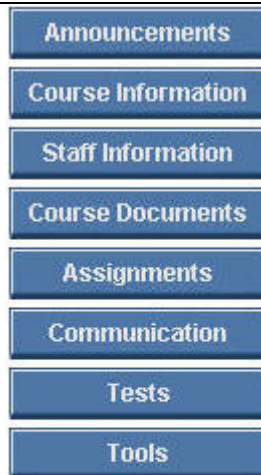 Announcements
Course Information
Staff Information
Course Documents
Assignments
Communication
Tests
Tools